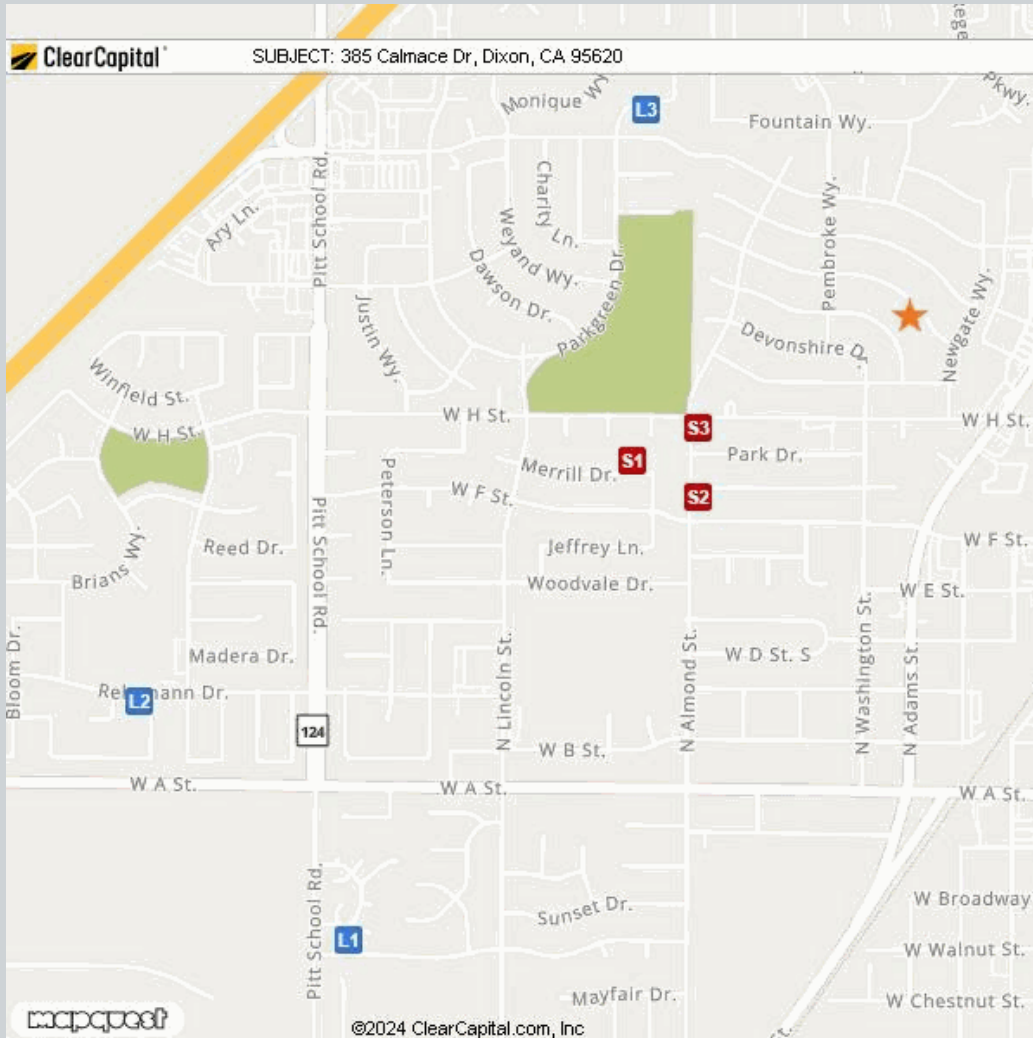 ClearCapital
SUBJECT: 385 Calmace Dr, Dixon, CA 95620
Pkwy.
Monique Wy
L3
Fountain Wy.
Pitt School Rd.
Charity Ln.
Ary Ln.
Weyand Wy.
Pembroke Wy.
Dawson Dr.
Parkgreen Dr.
Justin Wy.
Devonshire Dr.
Newgate Wy.
Winfield St.
W H St.
W H St.
W H St.
S3
S1
Park Dr.
Merrill Dr.
Peterson Ln.
W F St.
S2
Pitt School Rd.
Reed Dr.
Jeffrey Ln.
W F St.
Brians Wy.
Woodvale Dr.
W E St.
Bloom Dr.
Madera Dr.
N Lincoln St.
N Almond St.
W D St. S
N Washington St.
N Adams St.
L2
Dr.
124
W B St.
W A St.
W A St.
W A St.
Pitt School Rd.
Sunset Dr.
W Broadway
L1
W Walnut St.
Mayfair Dr.
W Chestnut St.
mapquest
©2024 ClearCapital.com, Inc